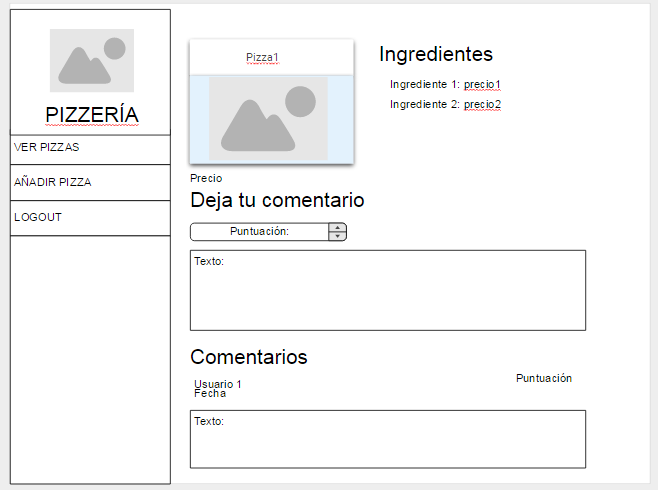 PIZZERÍA
VER PIZZAS
AÑADIR PIZZA
LOGOUT
Pizza1
Precio
Ingredientes
Ingrediente 1: precio1
Ingrediente 2: precio2
Deja tu comentario
Puntuación:
Texto:
Comentarios
Usuario 1
Fecha
Puntuación
Texto: